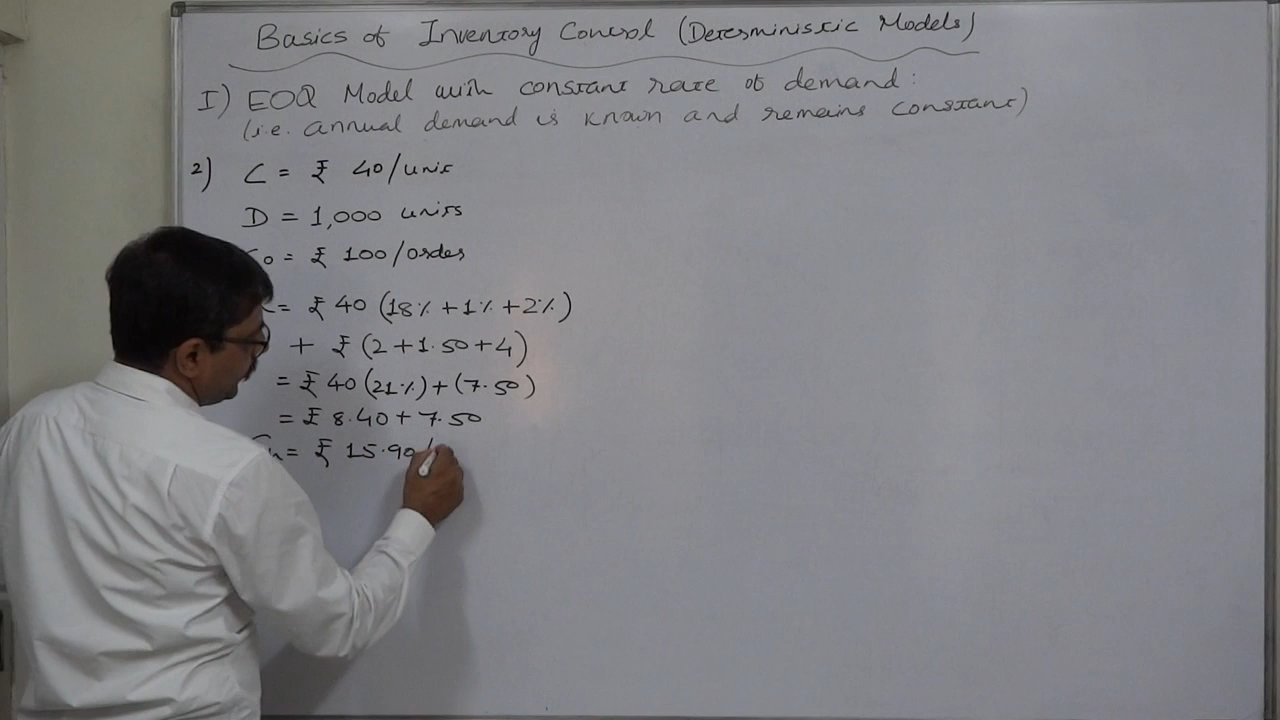 Basics of Inventory Control (Deterministic Models)
I) EOQ Model with constant rate of demand:
(i.e. annual demand is known and remains constant)
2) C = ₹ 40/unit
D = 1,000 units
o = ₹ 100/order
= ₹ 40 (18% + 1% + 2%)
+ ₹ (2 + 1.50 + 4)
= ₹ 40 (21%) + (7.50)
= ₹ 8.40 + 7.50
Ch = ₹ 15.90/